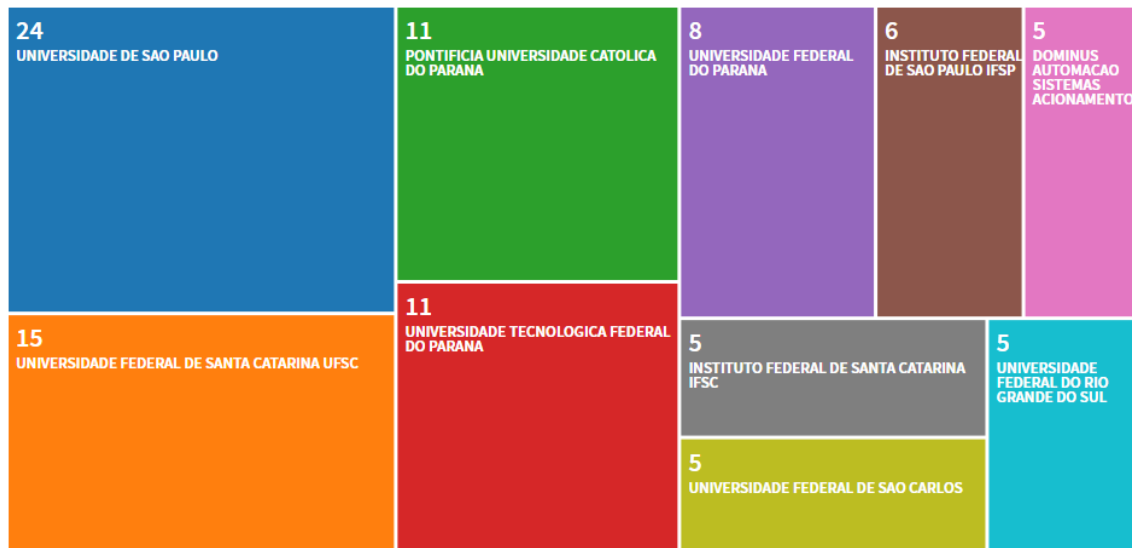 24
UNIVERSIDADE DE SAO PAULO
11
PONTIFICIA UNIVERSIDADE CATOLICA
DO PARANA
8
UNIVERSIDADE FEDERAL
DO PARANA
6
INSTITUTO FEDERAL
DE SAO PAULO IFSP
5
DOMINUS
AUTOMACAO
SISTEMAS
ACIONAMENTO
15
UNIVERSIDADE FEDERAL DE SANTA CATARINA UFSC
11
UNIVERSIDADE TECNOLOGICA FEDERAL
DO PARANA
5
INSTITUTO FEDERAL DE SANTA CATARINA
IFSC
5
UNIVERSIDADE
FEDERAL DO RIO
GRANDE DO SUL
5
UNIVERSIDADE FEDERAL DE SAO CARLOS